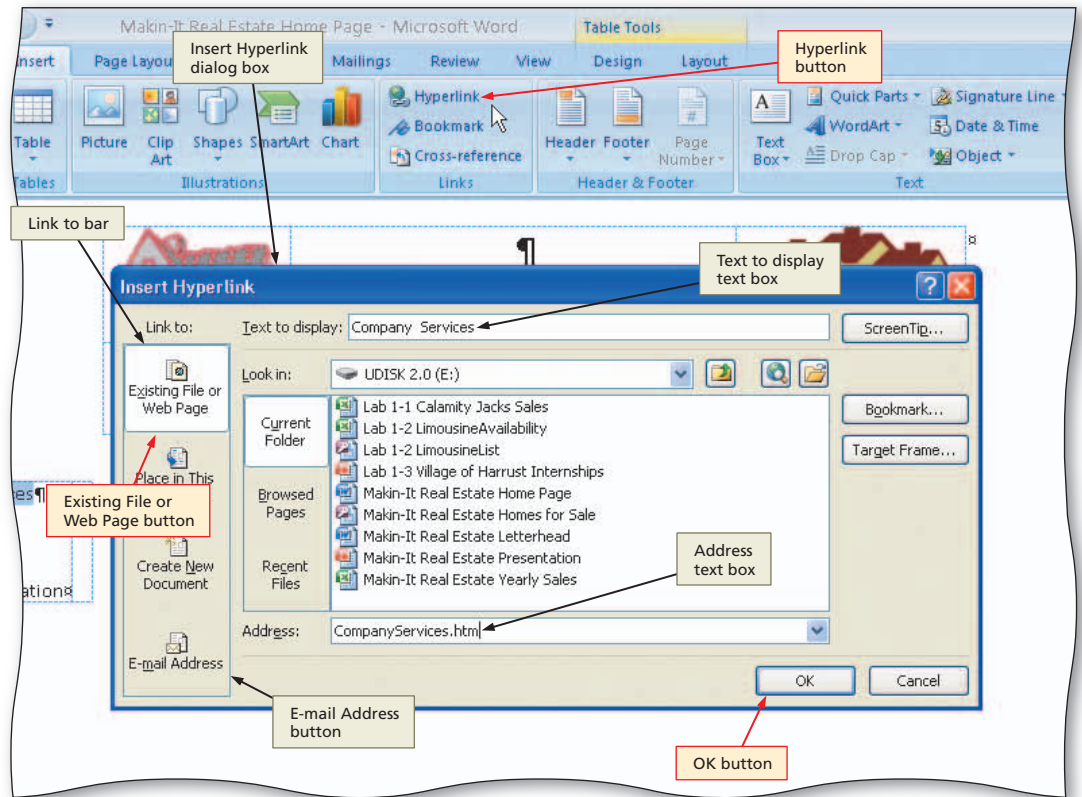 Makin-It Real Estate Home Page - Microsoft Word
Table Tools
Insert Hyperlink
dialog box
Hyperlink
button
Insert
Page Layou
Mailings
Review
View
Design
Layout
Table
Picture
Clip
Art
Shapes
SmartArt
Chart
Hyperlink
Bookmark
Cross-reference
Header
Footer
Page
Number
A
Text
Box
Quick Parts
WordArt
Drop Cap
Signature Line
Date & Time
Object
Tables
Illustrations
Links
Header & Footer
Text
Link to bar
¶
¤
Text to display
text box
Insert Hyperlink
Link to:
Text to display: Company Services
ScreenTip...
Existing File or
Web Page
Look in:
UDISK 2.0 (E:)
Current
Folder
Browsed
Pages
Recent
Files
Lab 1-1 Calamity Jacks Sales
Lab 1-2 LimousineAvailability
Lab 1-2 LimousineList
Lab 1-3 Village of Harrust Internships
Makin-It Real Estate Home Page
Makin-It Real Estate Homes for Sale
Makin-It Real Estate Letterhead
Makin-It Real Estate Presentation
Makin-It Real Estate Yearly Sales
Bookmark...
Target Frame...
Place in This
es¶
Existing File or
Web Page button
Create New
Document
ation¤
Address
text box
Address: CompanyServices.htm
E-mail Address
OK
Cancel
E-mail Address
button
OK button